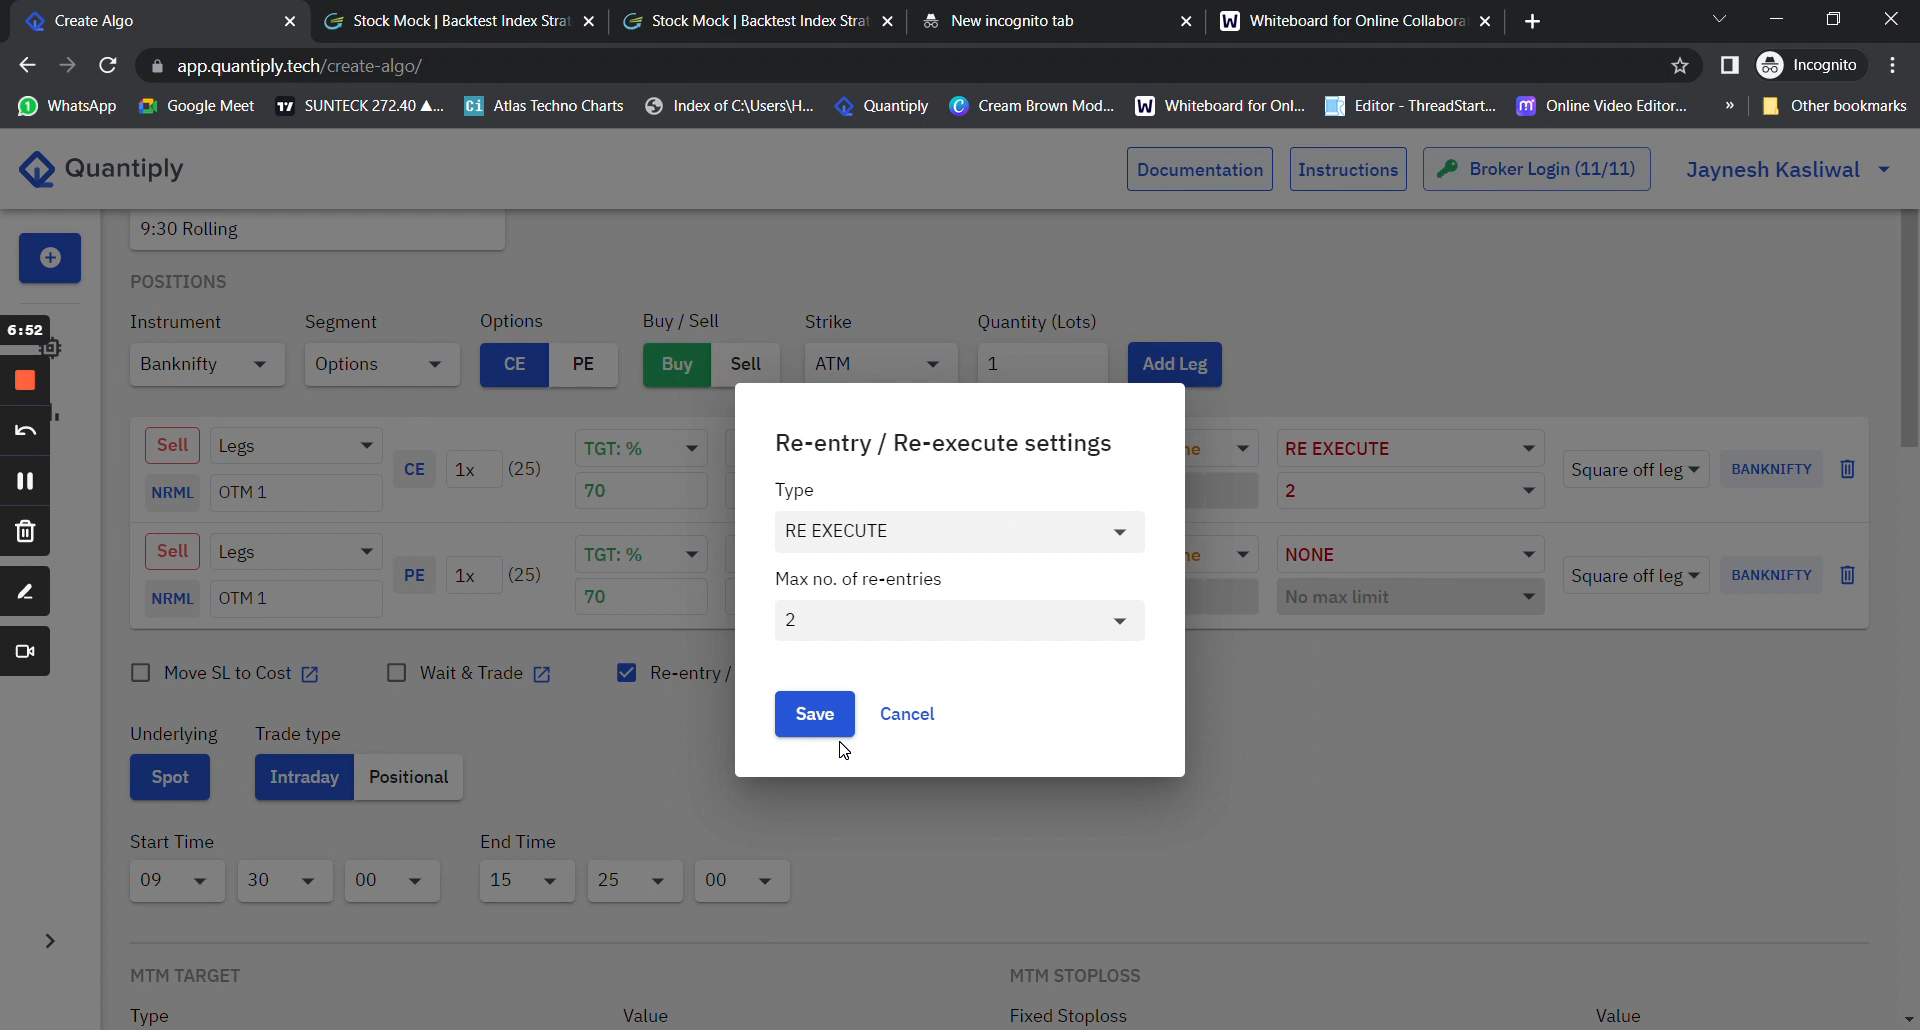 Create Algo
Stock Mock | Backtest Index Strat
Stock Mock | Backtest Index Strat
New incognito tab
Whiteboard for Online Collabora
app.quantiply.tech/create-algo/
Incognito
WhatsApp
Google Meet
SUNTECK 272.40 ▲...
Atlas Techno Charts
Index of C:\Users\H...
Quantiply
Cream Brown Mod...
Whiteboard for Onl...
Editor - ThreadStart...
Online Video Editor...
»
Other bookmarks
Quantiply
Documentation
Instructions
Broker Login (11/11)
Jaynesh Kasliwal
9:30 Rolling
POSITIONS
Instrument Segment Options Buy / Sell Strike Quantity (Lots)
Banknifty Options CE PE Buy Sell ATM 1 Add Leg
6:52
Sell Legs CE 1x (25) TGT: % RE EXECUTE Square off leg BANKNIFTY
NRML OTM 1 70 2
Sell Legs PE 1x (25) TGT: % NONE Square off leg BANKNIFTY
NRML OTM 1 70 No max limit
Re-entry / Re-execute settings
Type
RE EXECUTE
Max no. of re-entries
2
Save Cancel
Move SL to Cost Wait & Trade Re-entry /
Underlying Trade type
Spot Intraday Positional
Start Time End Time
09 30 00 15 25 00
MTM TARGET MTM STOPLOSS
Type Value Fixed Stoploss Value